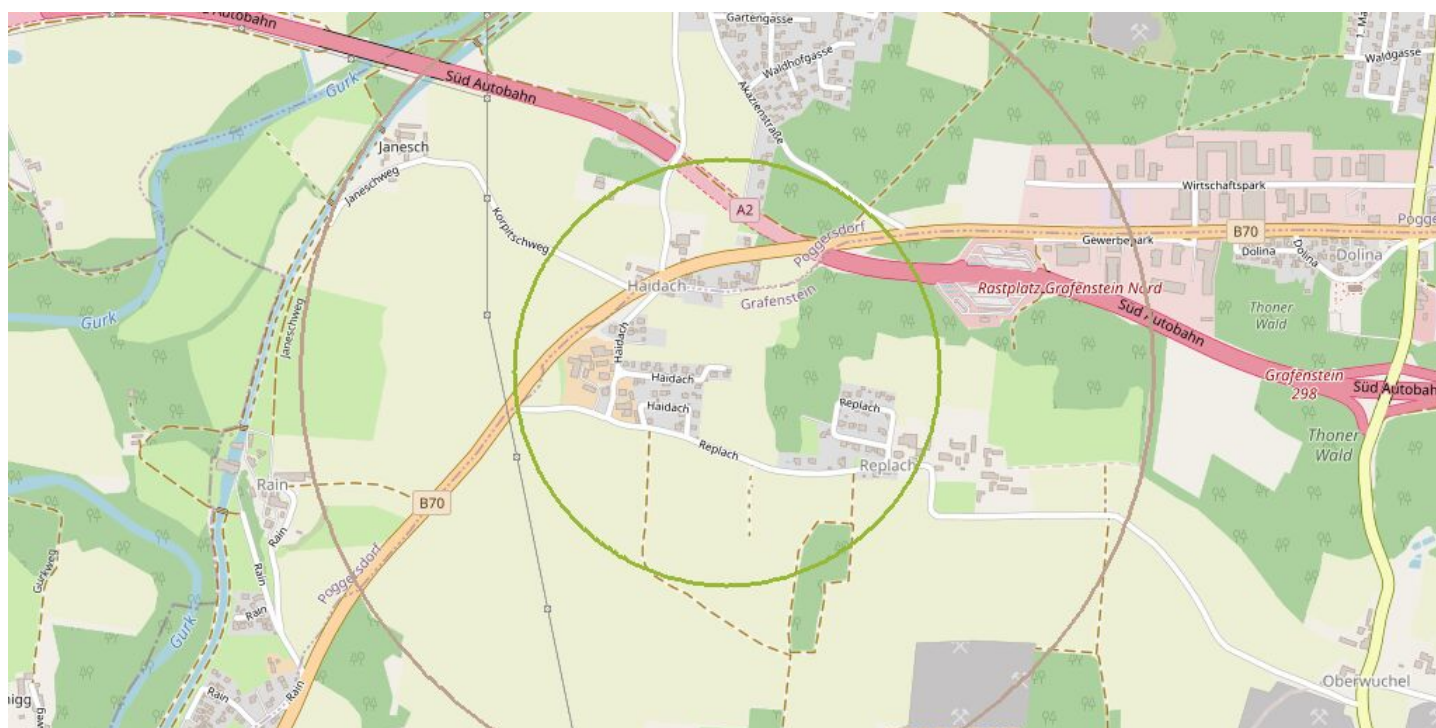 Autobahn
Gartengasse
Waldhofgasse
Waldgasse
Gurk
Süd Autobahn
Akazienstraße
Janesch
Janeschweg
Korpitschweg
Wirtschaftspark
A2
Poggersdorf
B70
Gewerbepark
Dolina
Dolina
Dolina
Haidach
Grafenstein
Rastplatz Grafenstein Nord
Gurk
Janeschweg
Süd Autobahn
Thoner
Wald
Haidach
Haidach
Haidach
Grafenstein
298
Süd Autobahn
Replach
Replach
Replach
Thoner
Wald
Rain
B70
Rain
Gurkweg
Rain
Poggersdorf
Rain
Gurk
Rain
Rain
Oberwuchel